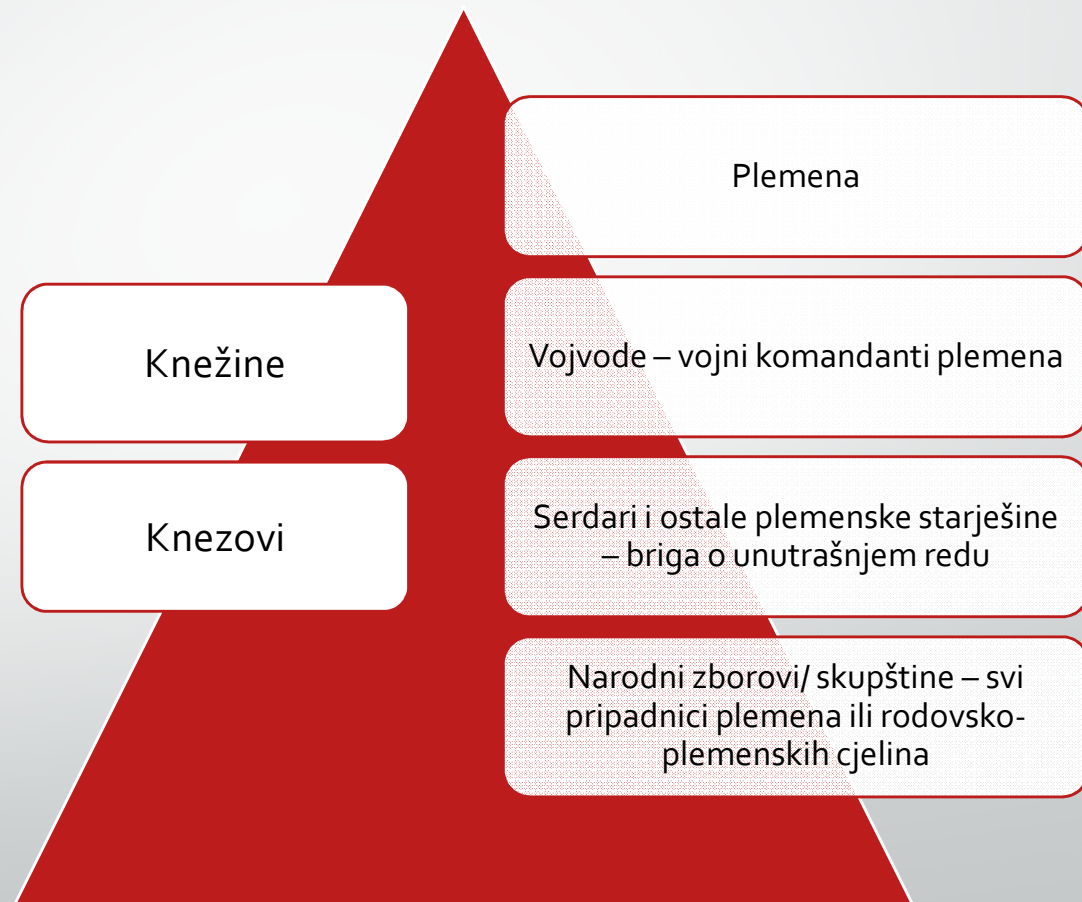 Plemena
Knežine
Vojvode – vojni komandanti plemena
Knezovi
Serdari i ostale plemenske starješine
– briga o unutrašnjem redu
Narodni zborovi/ skupštine – svi
pripadnici plemena ili rodovsko-
plemenskih cjelina